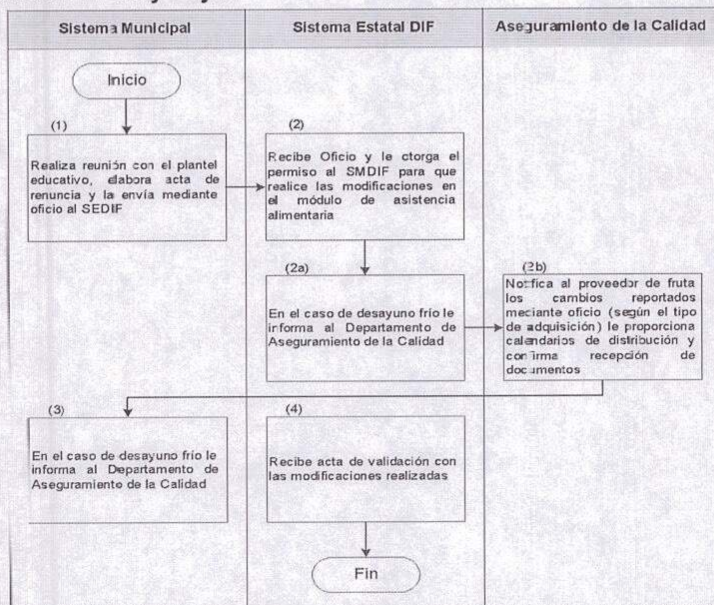 Sistema Municipal
Sistema Estatal DIF
Aseguramiento de la Calidad
Inicio
(1)
Realiza reunión con el plantel
educativo, elabora acta de
renuncia y la envía mediante
oficio al SEDIF
(2)
Recibe Oficio y le otorga el
permiso al SMDIF para que
realice las modificaciones en
el módulo de asistencia
alimentaria
(2a)
En el caso de desayuno frío le
informa al Departamento de
Aseguramiento de la Calidad
(2b)
Notifica al proveedor de fruta
los cambios reportados
mediante oficio (según el tipo
de adquisición) le proporciona
calendarios de distribución y
confirma recepción de
documentos
(3)
En el caso de desayuno frío le
informa al Departamento de
Aseguramiento de la Calidad
(4)
Recibe acta de validación con
las modificaciones realizadas
Fin